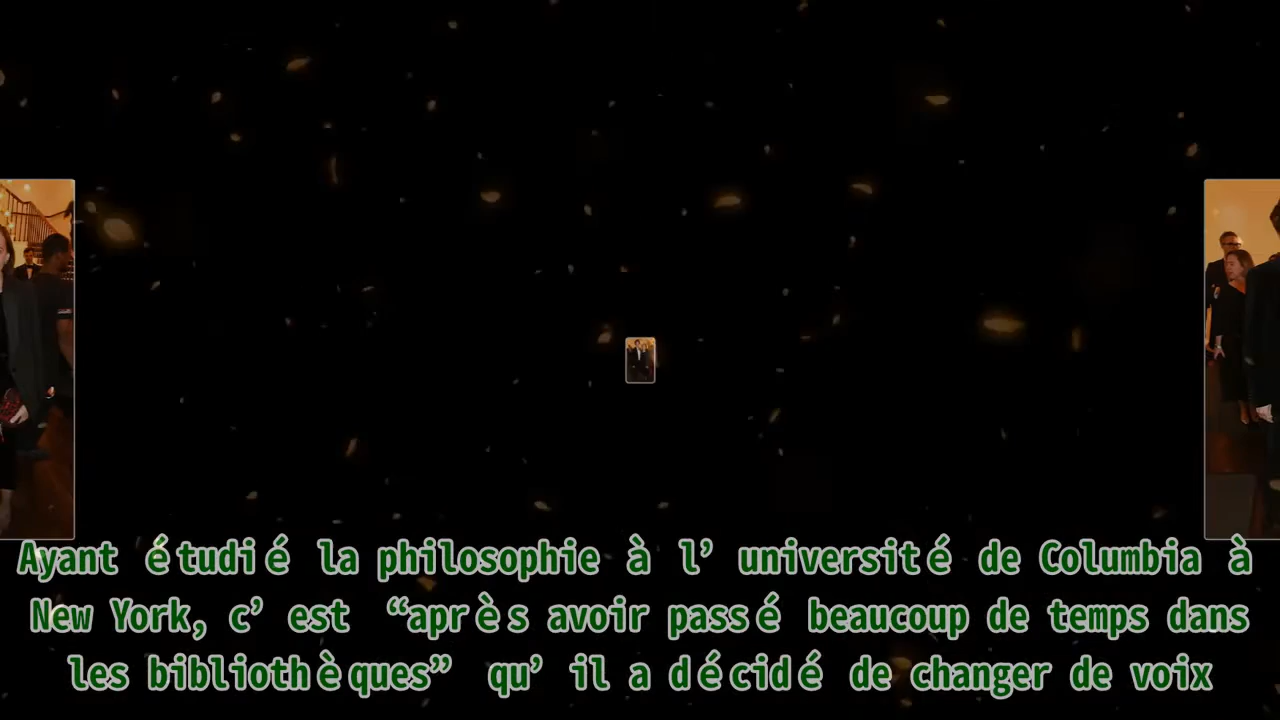 Ayant étudié la philosophie à l’ université de Columbia à
New York, c’ est “après avoir passé beaucoup de temps dans
les bibliothèques” qu’ il a décidé de changer de voix